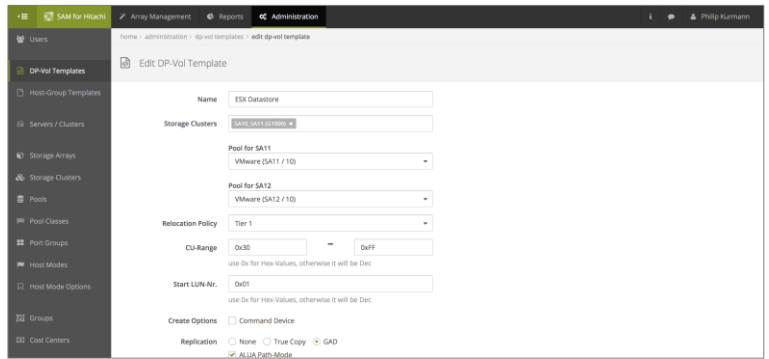 SAM for Hitachi
Array Management
Reports
Administration
i
Philip Kurmann
Users
DP-Vol Templates
Host-Group Templates
Servers / Clusters
Storage Arrays
Storage Clusters
Pools
Pool Classes
Port Groups
Host Modes
Host Mode Options
Groups
Cost Centers
home › administration › dp-vol templates › edit dp-vol template
Edit DP-Vol Template
Name ESX Datastore
Storage Clusters SA10_SA11 (G1000) ×
Pool for SA11
VMware (SA11 / 10)
Pool for SA12
VMware (SA12 / 10)
Relocation Policy Tier 1
CU-Range 0x30 – 0xFF
use 0x for Hex-Values, otherwise it will be Dec
Start LUN-Nr. 0x01
use 0x for Hex-Values, otherwise it will be Dec
Create Options Command Device
Replication None True Copy GAD
ALUA Path-Mode